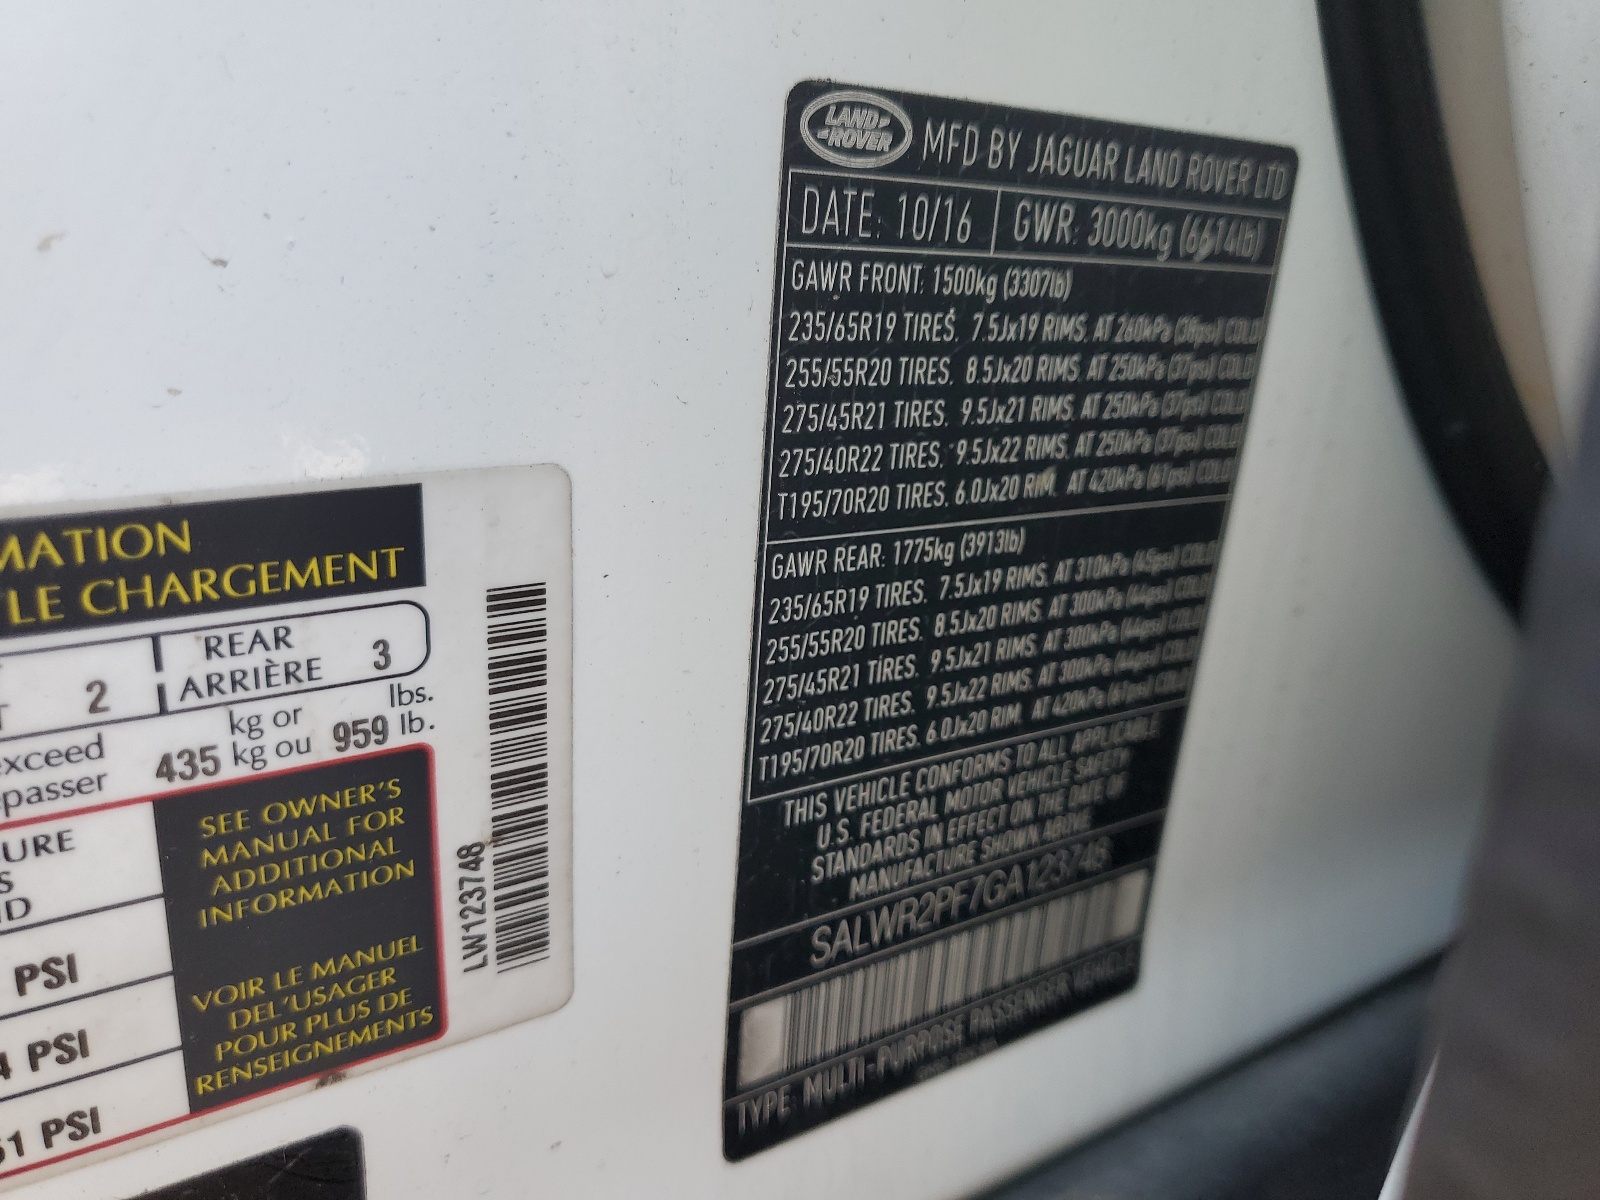 MATION
LE CHARGEMENT
2
REAR
ARRIÈRE
3
exceed
kg or
lbs.
passer
435
kg ou
959
lb.
URE
S
ID
PSI
4 PSI
51 PSI
SEE OWNER'S
MANUAL FOR
ADDITIONAL
INFORMATION
VOIR LE MANUEL
DEL'USAGER
POUR PLUS DE
RENSEIGNEMENTS
LW123748
LAND
ROVER
MFD BY JAGUAR LAND ROVER LTD
DATE: 10/16
GWR: 3000kg (6614lb)
GAWR FRONT: 1500kg (3307lb)
235/65R19 TIRES. 7.5Jx19 RIMS. AT 260kPa (38psi) COLD
255/55R20 TIRES. 8.5Jx20 RIMS. AT 250kPa (37psi) COLD
275/45R21 TIRES. 9.5Jx21 RIMS. AT 250kPa (37psi) COLD
275/40R22 TIRES. 9.5Jx22 RIMS. AT 250kPa (37psi) COLD
T195/70R20 TIRES. 6.0Jx20 RIM. AT 420kPa (61psi) COLD
GAWR REAR: 1775kg (3913lb)
235/65R19 TIRES. 7.5Jx19 RIMS. AT 310kPa (45psi) COLD
255/55R20 TIRES. 8.5Jx20 RIMS. AT 300kPa (44psi) COLD
275/45R21 TIRES. 9.5Jx21 RIMS. AT 300kPa (44psi) COLD
275/40R22 TIRES. 9.5Jx22 RIMS. AT 300kPa (44psi) COLD
T195/70R20 TIRES. 6.0Jx20 RIM. AT 420kPa (61psi) COLD
THIS VEHICLE CONFORMS TO ALL APPLICABLE
U.S. FEDERAL MOTOR VEHICLE SAFETY
STANDARDS IN EFFECT ON THE DATE OF
MANUFACTURE SHOWN ABOVE
SALWR2PF7GA123748
TYPE: MULTI-PURPOSE PASSENGER VEHICLE